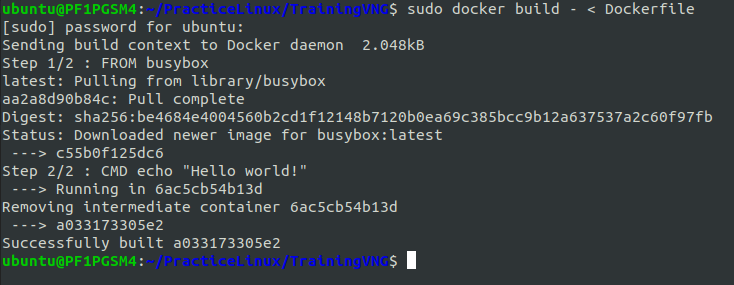 ubuntu@PF1PGSM4:~/PracticeLinux/TrainingVNG$ sudo docker build - < Dockerfile
[sudo] password for ubuntu:
Sending build context to Docker daemon  2.048kB
Step 1/2 : FROM busybox
latest: Pulling from library/busybox
aa2a8d90b84c: Pull complete
Digest: sha256:be4684e4004560b2cd1f12148b7120b0ea69c385bcc9b12a637537a2c60f97fb
Status: Downloaded newer image for busybox:latest
 ---> c55b0f125dc6
Step 2/2 : CMD echo "Hello world!"
 ---> Running in 6ac5cb54b13d
Removing intermediate container 6ac5cb54b13d
 ---> a033173305e2
Successfully built a033173305e2
ubuntu@PF1PGSM4:~/PracticeLinux/TrainingVNG$